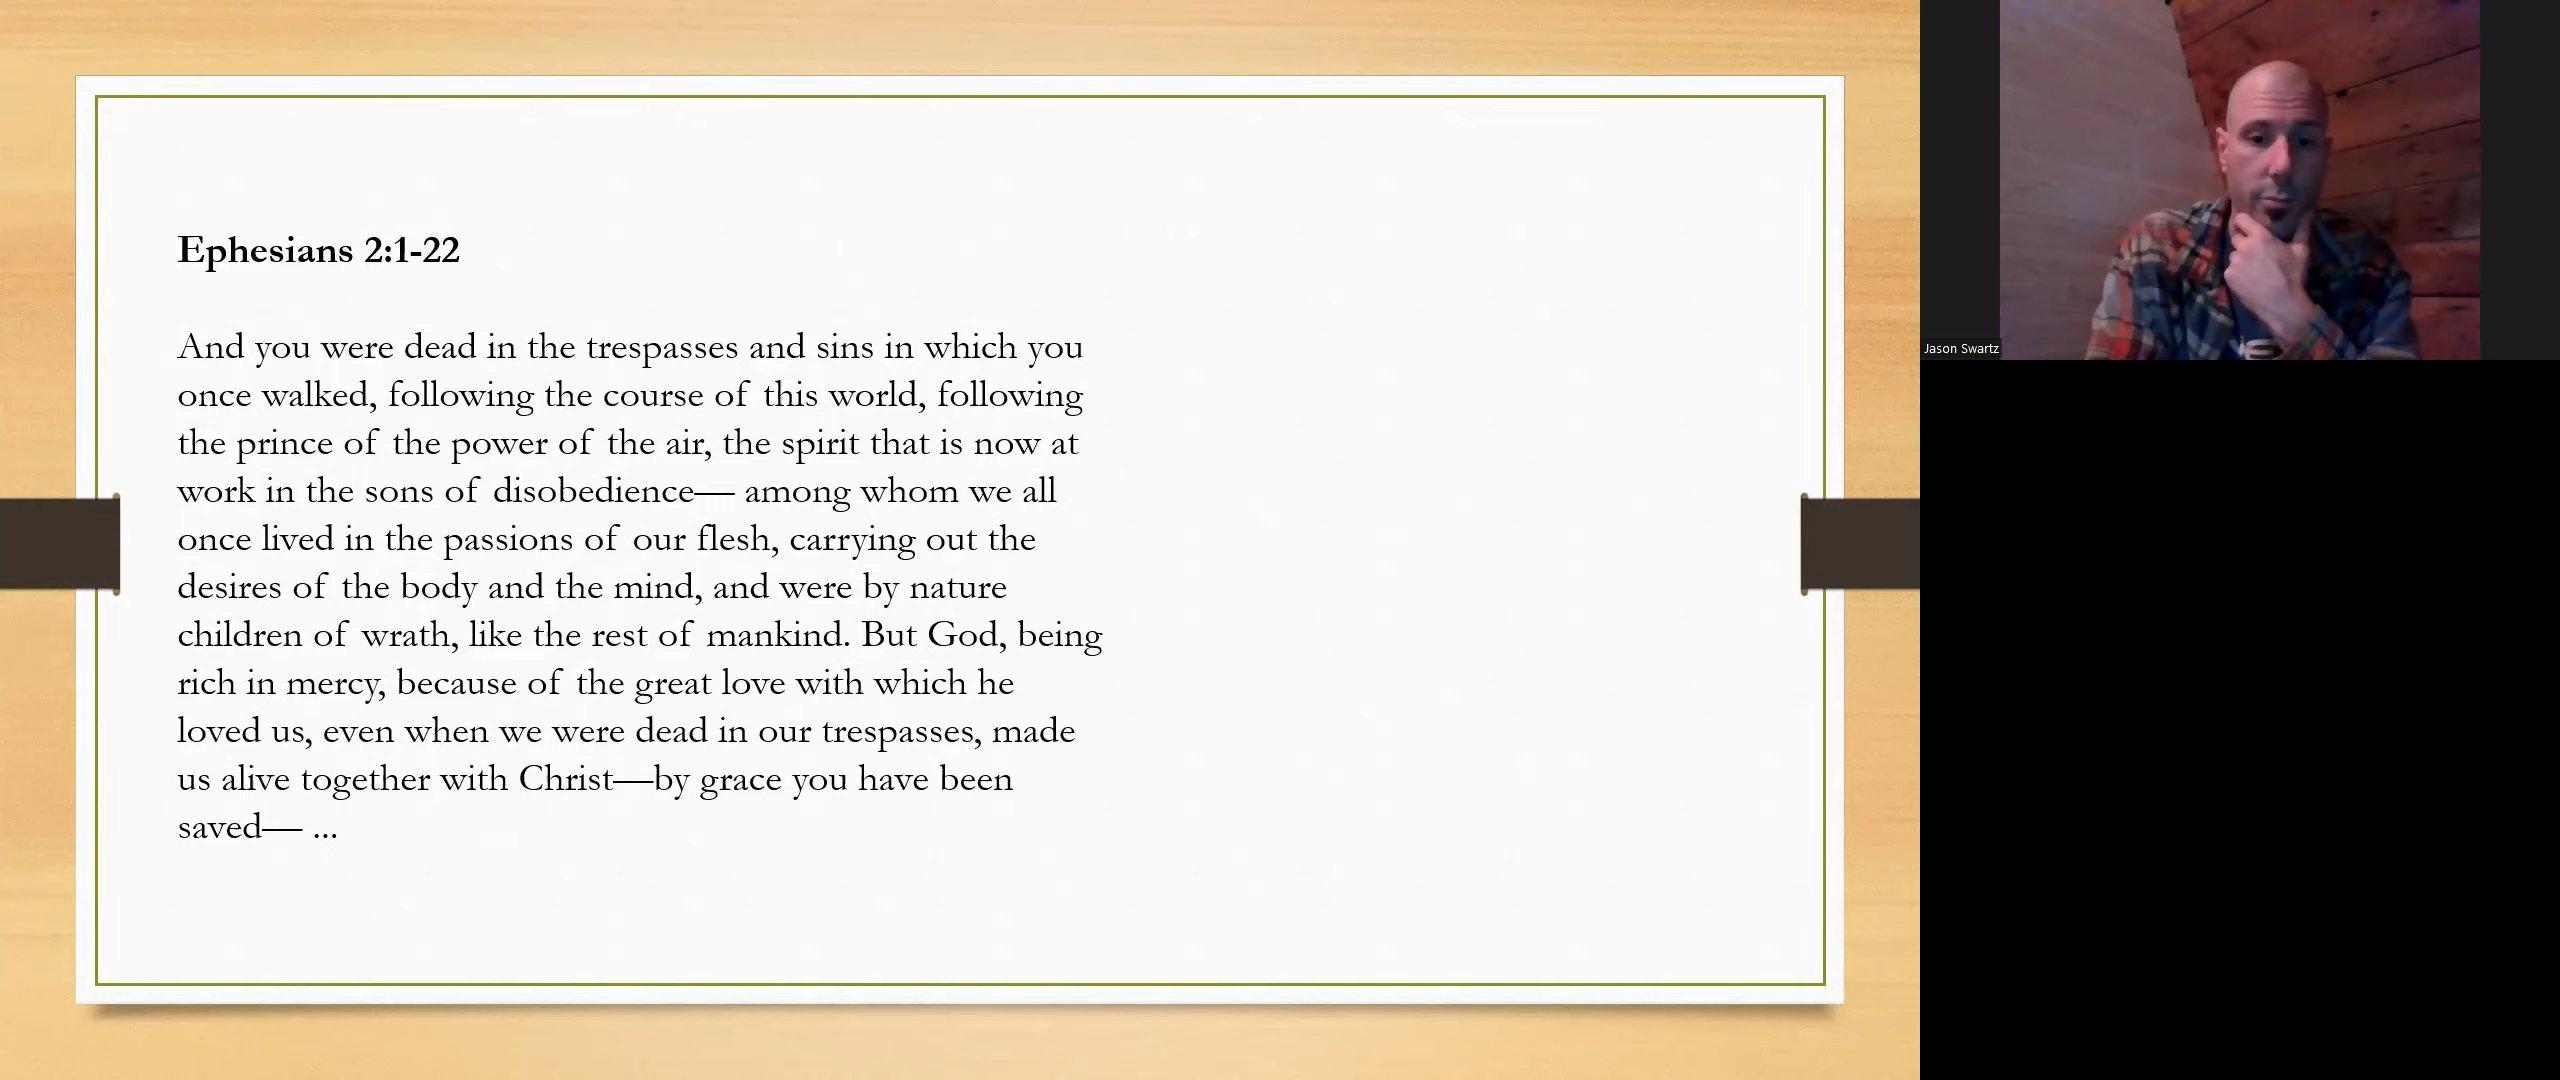 Ephesians 2:1-22
And you were dead in the trespasses and sins in which you
once walked, following the course of this world, following
the prince of the power of the air, the spirit that is now at
work in the sons of disobedience— among whom we all
once lived in the passions of our flesh, carrying out the
desires of the body and the mind, and were by nature
children of wrath, like the rest of mankind. But God, being
rich in mercy, because of the great love with which he
loved us, even when we were dead in our trespasses, made
us alive together with Christ—by grace you have been
saved— ...
Jason Swartz